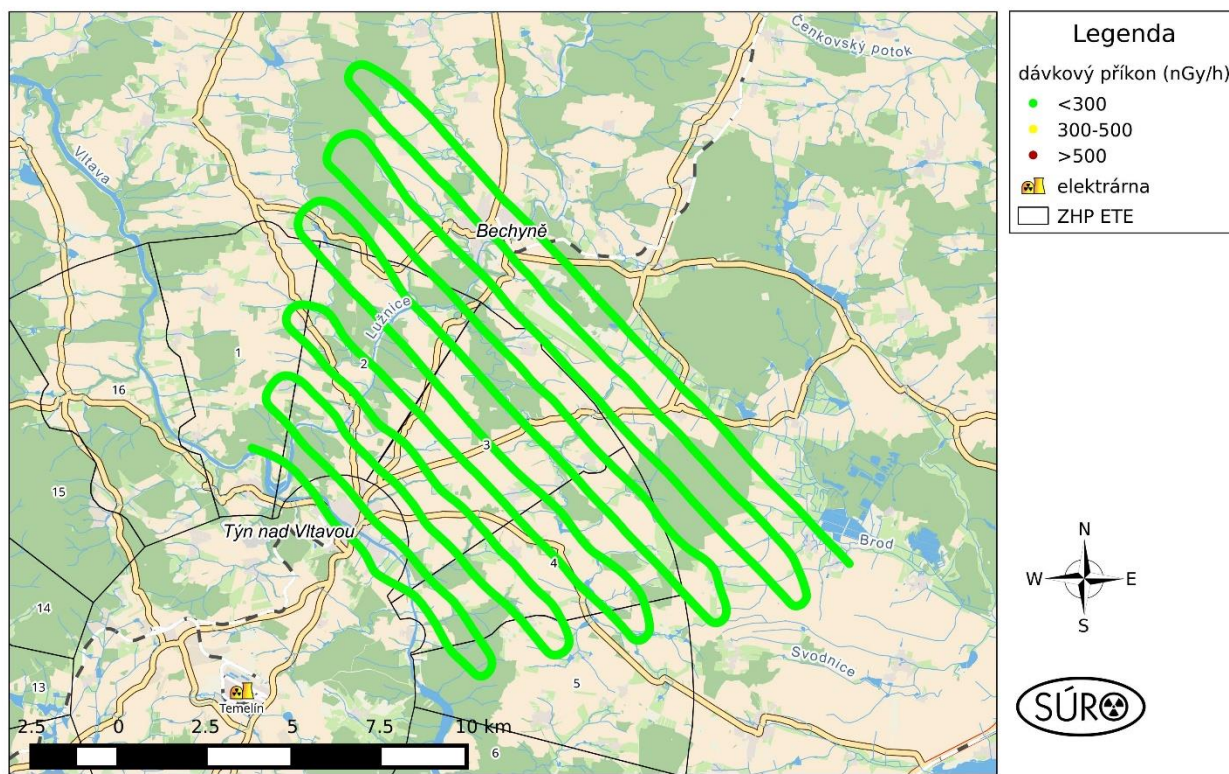 Čenkovský potok
Vltava
Bechyně
Lužnice
1
2
16
3
15
Týn nad Vltavou
Brod
4
14
Svodnice
5
13
Temelín
6
2.5 0 2.5 5 7.5 10 km
Legenda
dávkový příkon (nGy/h)
<300
300-500
>500
elektrárna
ZHP ETE
N
W E
S
SÚRO